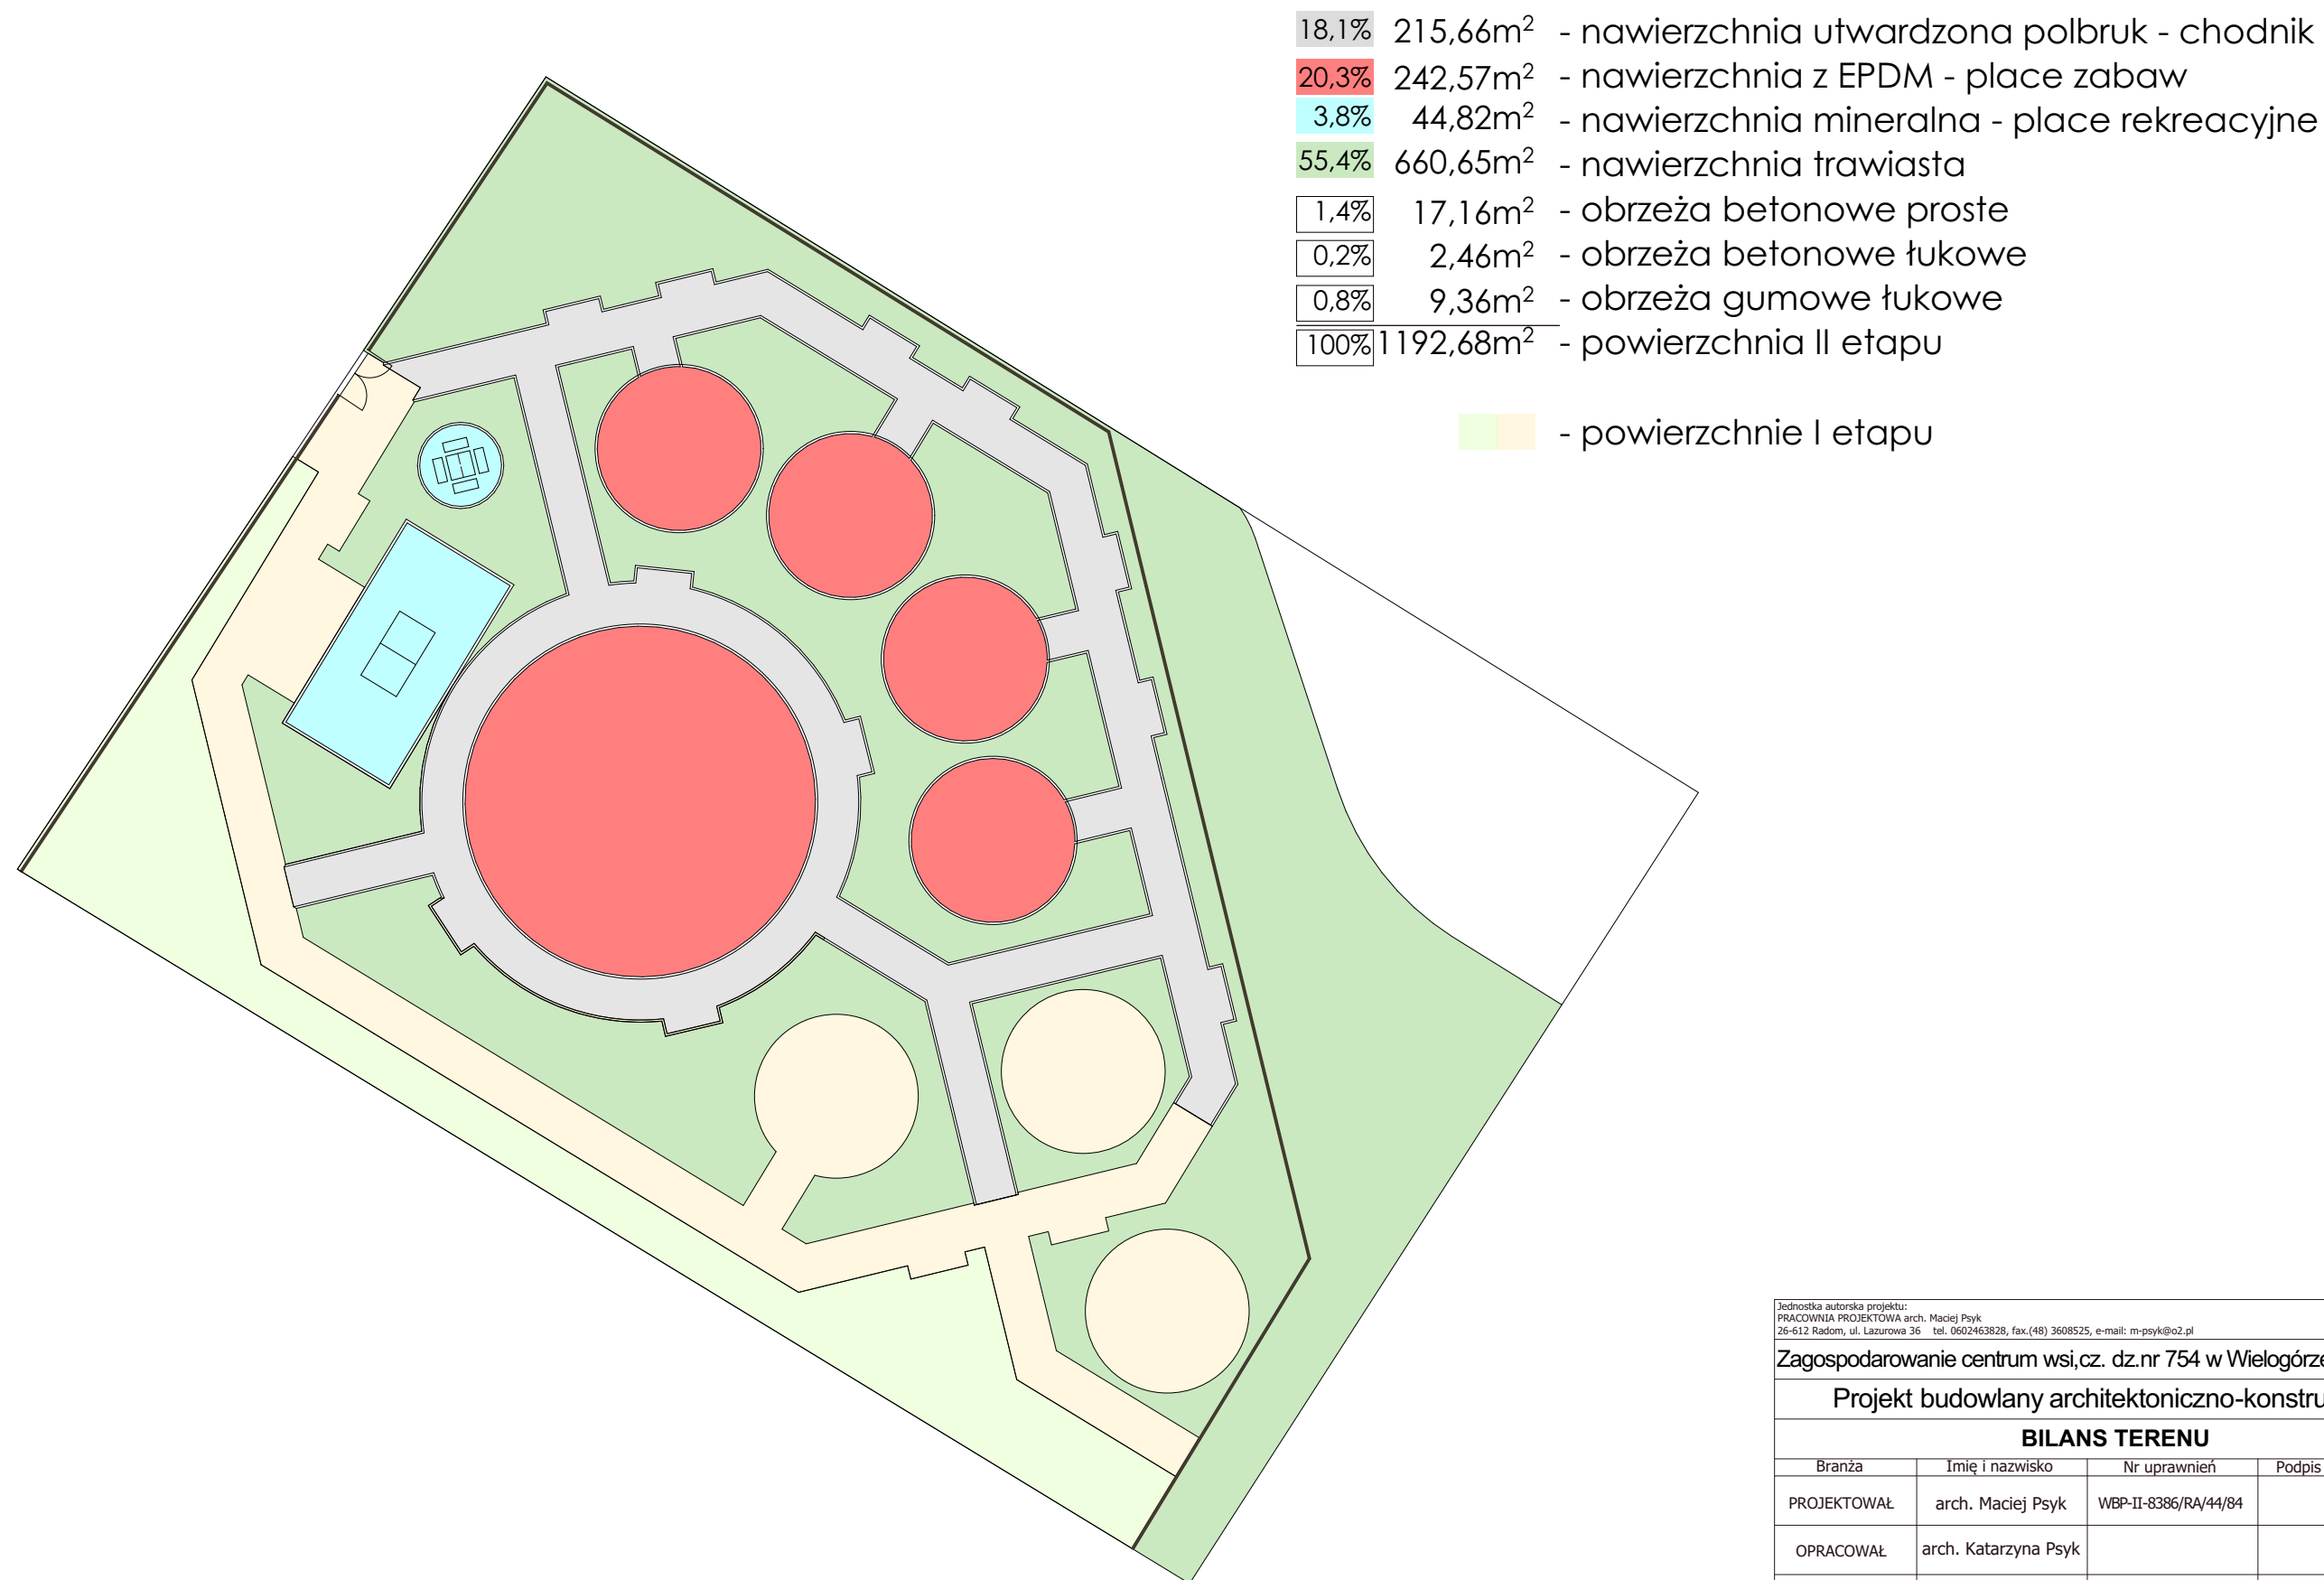 18,1% 215,66m² - nawierzchnia utwardzona polbruk - chodnik
20,3% 242,57m² - nawierzchnia z EPDM - place zabaw
3,8% 44,82m² - nawierzchnia mineralna - place rekreacyjne
55,4% 660,65m² - nawierzchnia trawiasta
1,4% 17,16m² - obrzeża betonowe proste
0,2% 2,46m² - obrzeża betonowe łukowe
0,8% 9,36m² - obrzeża gumowe łukowe
100% 1192,68m² - powierzchnia II etapu
- powierzchnie I etapu
Jednostka autorska projektu:
PRACOWNIA PROJEKTOWA arch. Maciej Psyk
26-612 Radom, ul. Lazurowa 36 tel. 0602463828, fax.(48) 3608525, e-mail: m-psyk@o2.pl
Zagospodarowanie centrum wsi,cz. dz.nr 754 w Wielogórze
Projekt budowlany architektoniczno-konstru
BILANS TERENU
Branża Imię i nazwisko Nr uprawnień Podpis
PROJEKTOWAŁ arch. Maciej Psyk WBP-II-8386/RA/44/84
OPRACOWAŁ arch. Katarzyna Psyk